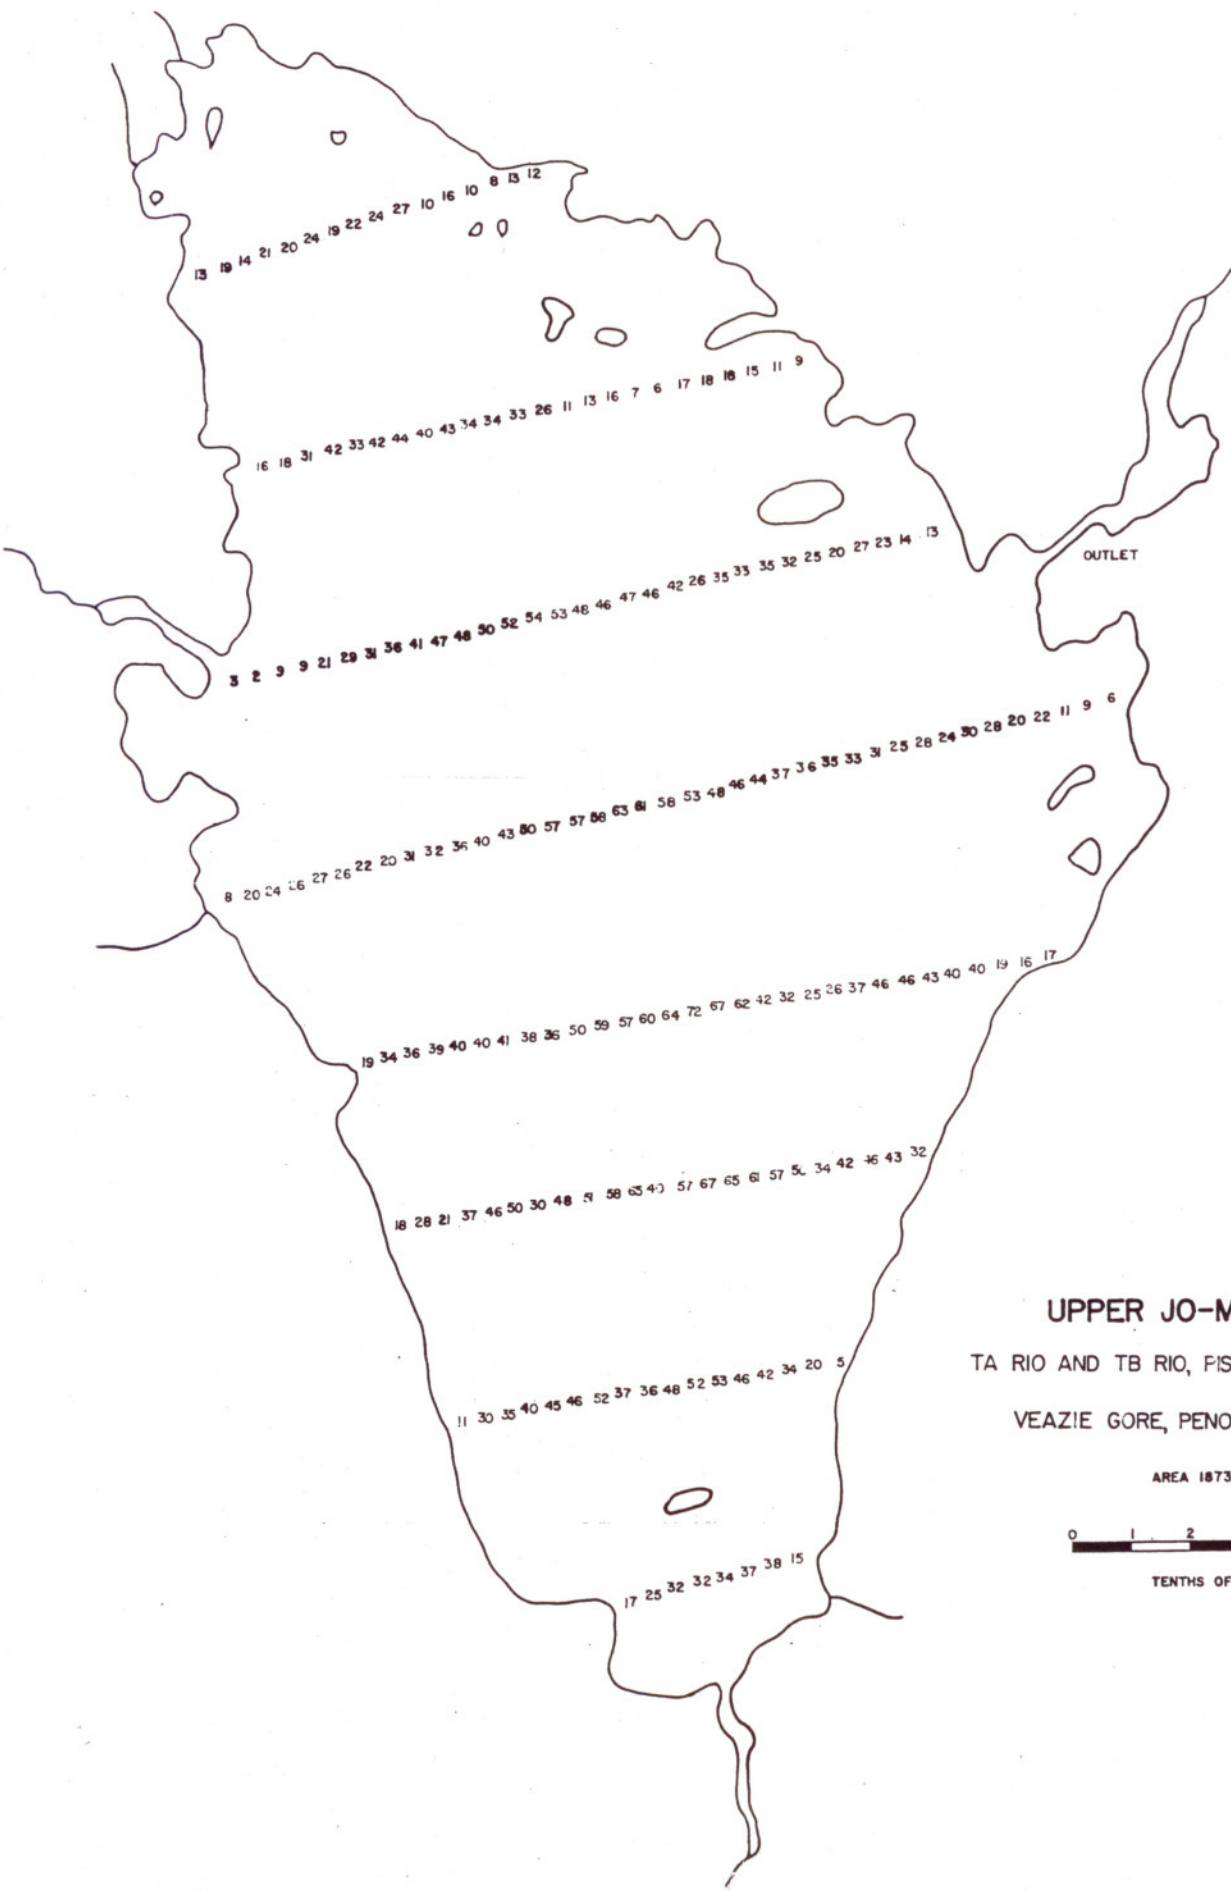 13 19 14 21 20 24 19 22 24 27 10 16 10 8 13 12
16 18 31 42 33 42 44 40 43 34 34 33 26 11 13 16 7 6 17 18 18 15 11 9
3 2 9 9 21 29 31 36 41 47 48 50 52 54 53 48 46 47 46 42 26 35 33 35 32 25 20 27 23 14 13
OUTLET
8 20 24 26 27 26 22 20 31 32 36 40 43 50 57 57 58 63 61 58 53 48 46 44 37 36 35 33 31 25 28 24 30 28 20 22 11 9 6
19 34 36 39 40 40 41 38 36 50 59 57 60 64 72 67 62 42 32 25 26 37 46 46 43 40 40 19 16 17
18 28 21 37 46 50 30 48 51 58 65 40 57 67 65 61 57 34 42 46 43 32
11 30 35 40 45 46 52 37 36 48 52 53 46 42 34 20 5
17 25 32 32 34 37 38 15
UPPER JO-M
TA RIO AND TB RIO, PIS
VEAZIE GORE, PENO
AREA 1873
0 1 2
TENTHS OF